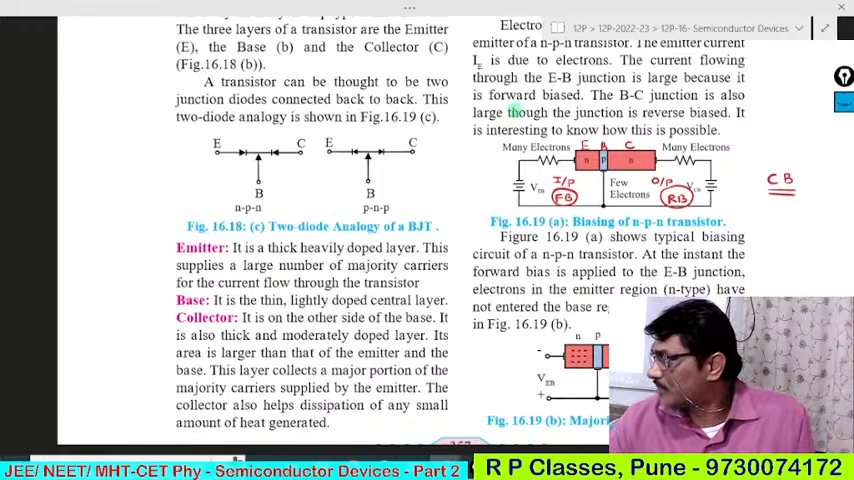 12P > 12P-2022-23 > 12P-16- Semiconductor Devices
The three layers of a transistor are the Emitter
(E), the Base (b) and the Collector (C)
(Fig.16.18 (b)).
A transistor can be thought to be two
junction diodes connected back to back. This
two-diode analogy is shown in Fig.16.19 (c).
E C E C
B B
n-p-n p-n-p
Fig. 16.18: (c) Two-diode Analogy of a BJT .
Emitter: It is a thick heavily doped layer. This
supplies a large number of majority carriers
for the current flow through the transistor
Base: It is the thin, lightly doped central layer.
Collector: It is on the other side of the base. It
is also thick and moderately doped layer. Its
area is larger than that of the emitter and the
base. This layer collects a major portion of the
majority carriers supplied by the emitter. The
collector also helps dissipation of any small
amount of heat generated.
Electro
emitter of a n-p-n transistor. The emitter current
I_E is due to electrons. The current flowing
through the E-B junction is large because it
is forward biased. The B-C junction is also
large though the junction is reverse biased. It
is interesting to know how this is possible.
Many Electrons E B C Many Electrons
n p n
I/P Few O/P
V_EB FB Electrons RB V_CB
CB
Fig. 16.19 (a): Biasing of n-p-n transistor.
Figure 16.19 (a) shows typical biasing
circuit of a n-p-n transistor. At the instant the
forward bias is applied to the E-B junction,
electrons in the emitter region (n-type) have
not entered the base re
in Fig. 16.19 (b).
n p
-
V_EB
+
Fig. 16.19 (b): Major
JEE/ NEET/ MHT-CET Phy - Semiconductor Devices - Part 2
R P Classes, Pune - 9730074172